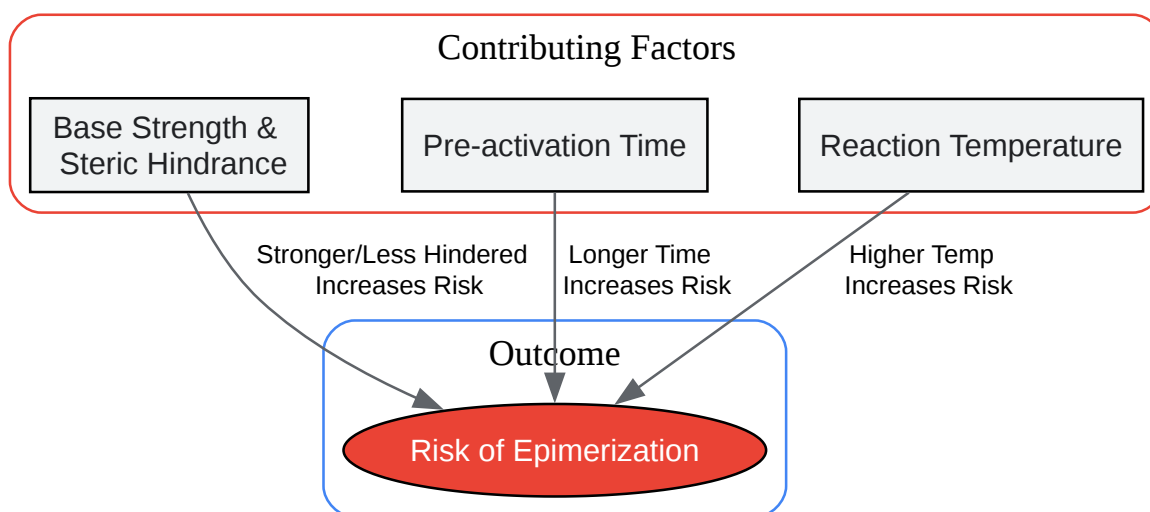 Contributing Factors
Base Strength &
Steric Hindrance
Pre-activation Time
Reaction Temperature
Stronger/Less Hindered
Increases Risk
Longer Time
Increases Risk
Higher Temp
Increases Risk
Outcome
Risk of Epimerization